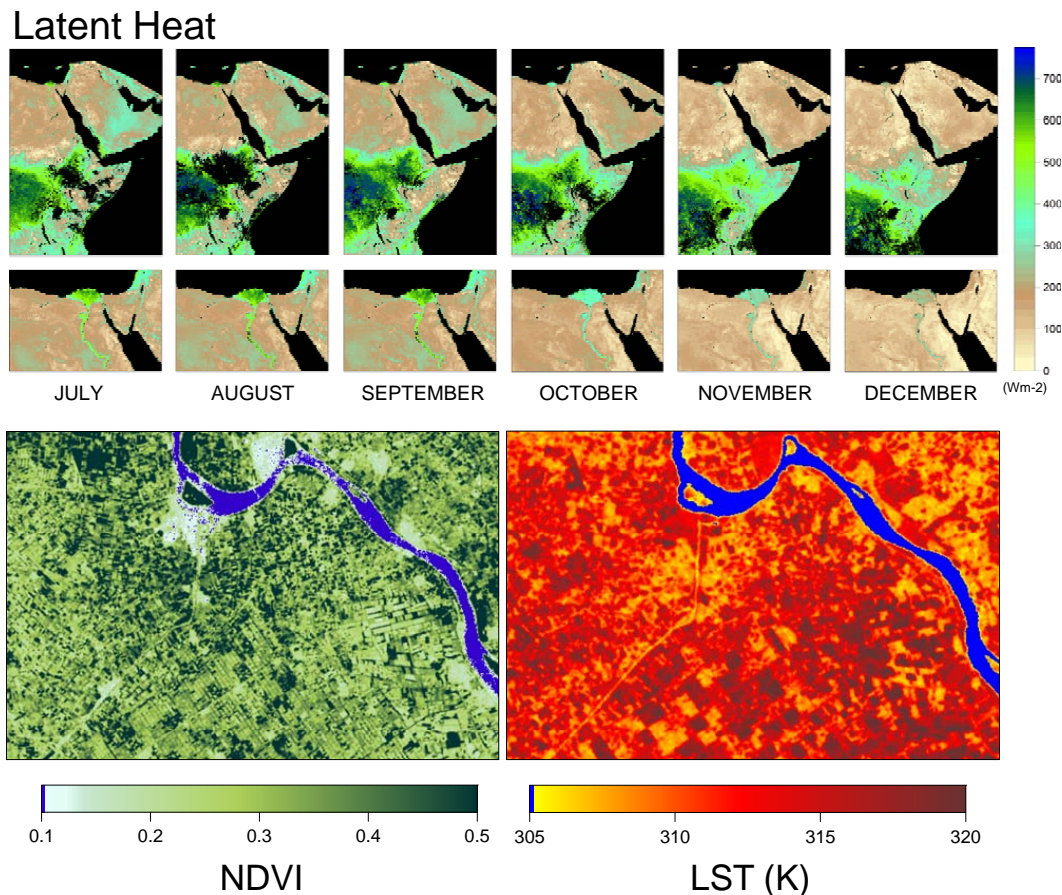 Latent Heat
700
600
500
400
300
200
100
0
(Wm-2)
JULY AUGUST SEPTEMBER OCTOBER NOVEMBER DECEMBER
0.1 0.2 0.3 0.4 0.5
305 310 315 320
NDVI
LST (K)